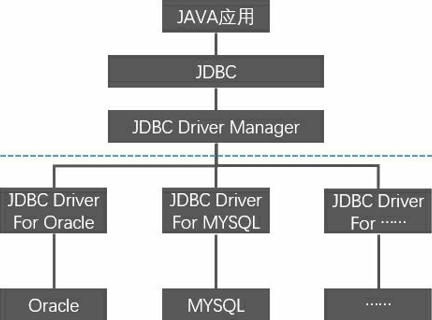 JAVA应用
JDBC
JDBC Driver Manager
JDBC Driver
For Oracle
JDBC Driver
For MYSQL
JDBC Driver
For ……
Oracle
MYSQL
……